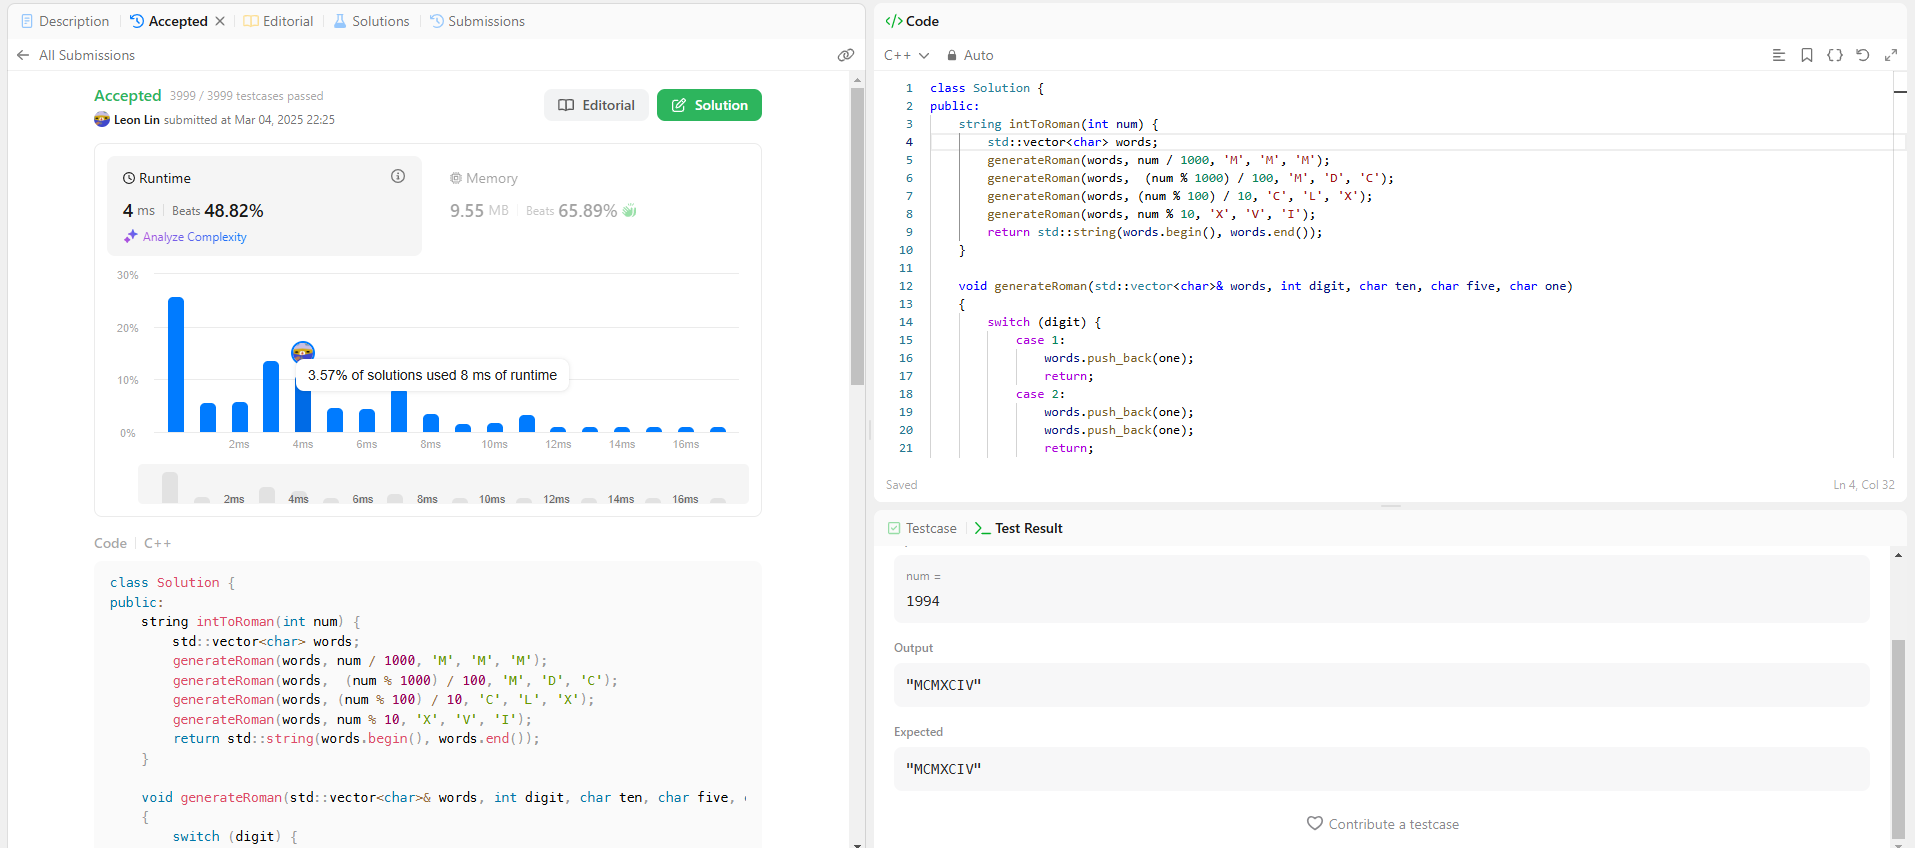 Description
Accepted
Editorial
Solutions
Submissions
All Submissions
Accepted 3999 / 3999 testcases passed
Leon Lin submitted at Mar 04, 2025 22:25
Editorial
Solution
Runtime
4 ms Beats 48.82%
Analyze Complexity
Memory
9.55 MB Beats 65.89%
30%
20%
10%
0%
3.57% of solutions used 8 ms of runtime
2ms 4ms 6ms 8ms 10ms 12ms 14ms 16ms
2ms 4ms 6ms 8ms 10ms 12ms 14ms 16ms
Code C++
class Solution {
public:
    string intToRoman(int num) {
        std::vector<char> words;
        generateRoman(words, num / 1000, 'M', 'M', 'M');
        generateRoman(words,  (num % 1000) / 100, 'M', 'D', 'C');
        generateRoman(words, (num % 100) / 10, 'C', 'L', 'X');
        generateRoman(words, num % 10, 'X', 'V', 'I');
        return std::string(words.begin(), words.end());
    }
    void generateRoman(std::vector<char>& words, int digit, char ten, char five,
    {
        switch (digit) {
</> Code
C++ Auto
1 class Solution {
2 public:
3     string intToRoman(int num) {
4         std::vector<char> words;
5         generateRoman(words, num / 1000, 'M', 'M', 'M');
6         generateRoman(words,  (num % 1000) / 100, 'M', 'D', 'C');
7         generateRoman(words, (num % 100) / 10, 'C', 'L', 'X');
8         generateRoman(words, num % 10, 'X', 'V', 'I');
9         return std::string(words.begin(), words.end());
10     }
11
12     void generateRoman(std::vector<char>& words, int digit, char ten, char five, char one)
13     {
14         switch (digit) {
15             case 1:
16                 words.push_back(one);
17                 return;
18             case 2:
19                 words.push_back(one);
20                 words.push_back(one);
21                 return;
Saved
Ln 4, Col 32
Testcase
Test Result
num =
1994
Output
"MCMXCIV"
Expected
"MCMXCIV"
Contribute a testcase